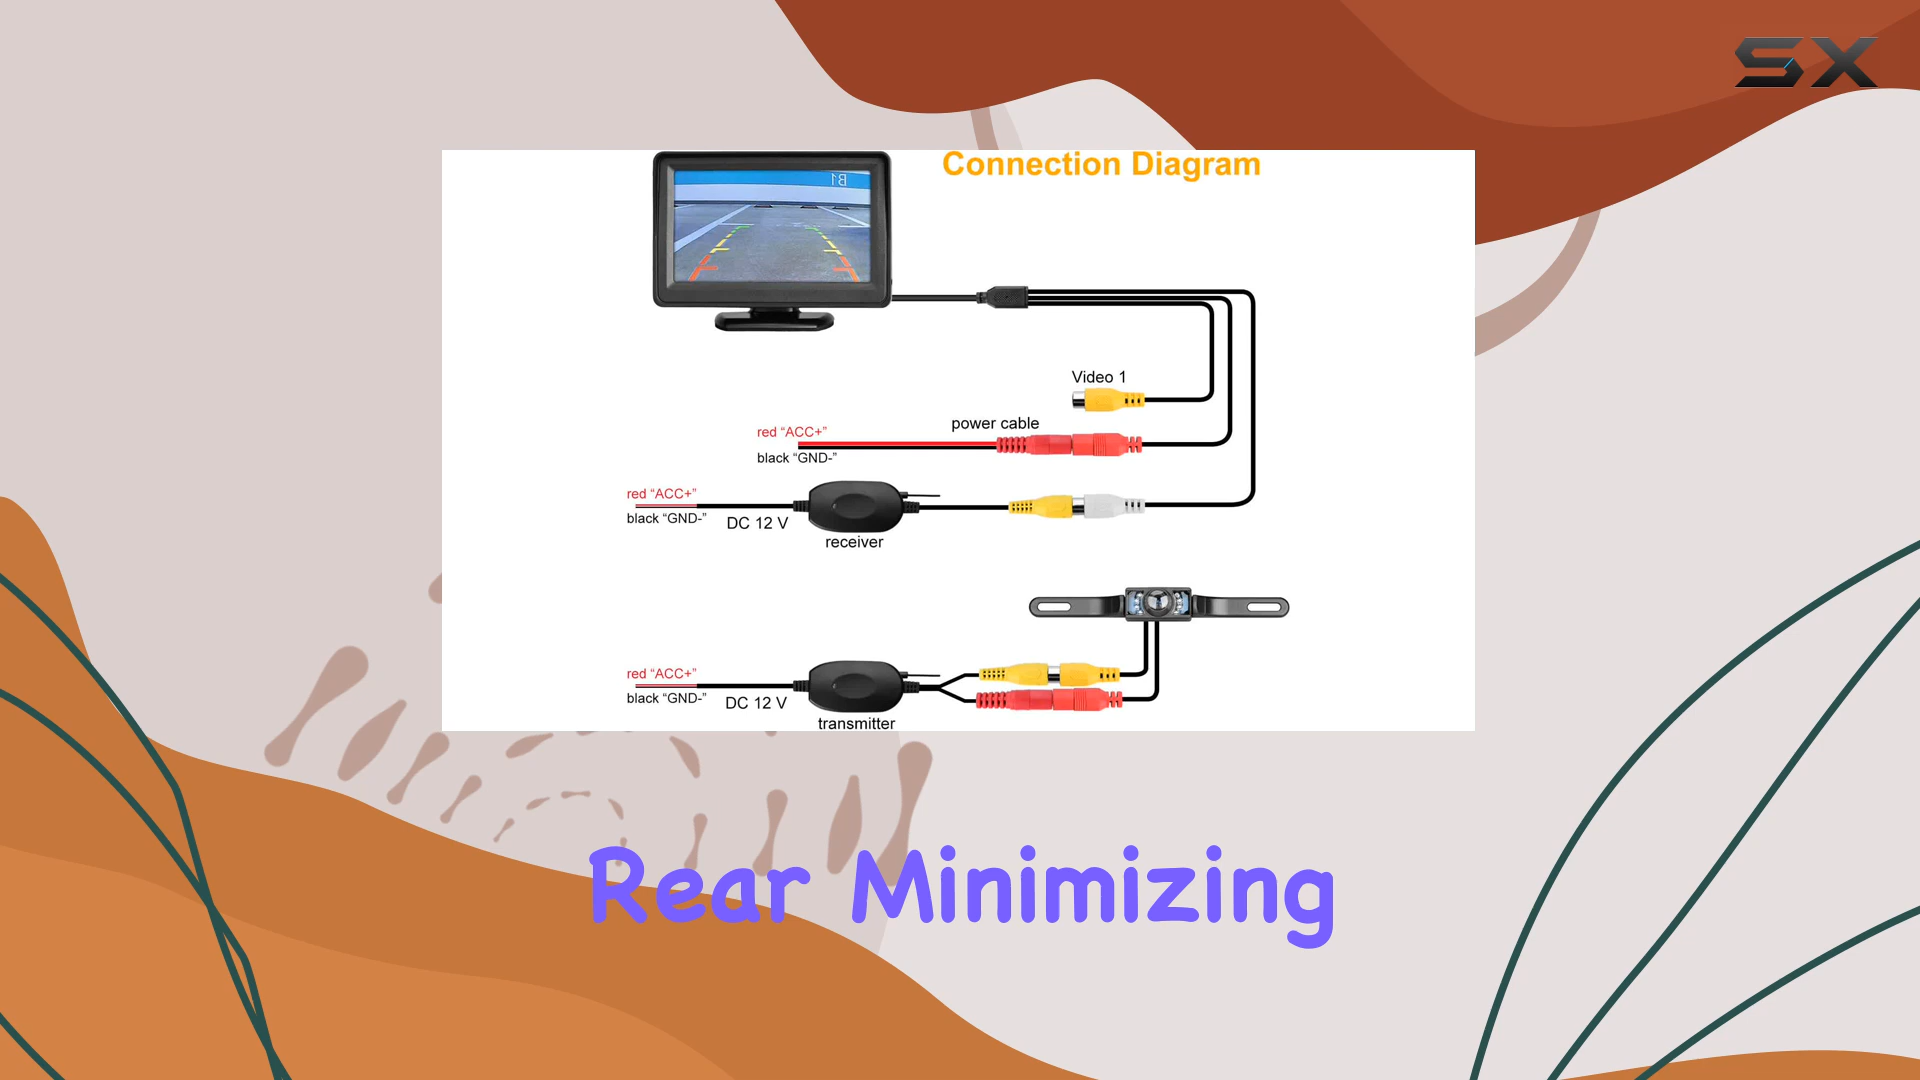 SX
Connection Diagram
B1
Video 1
power cable
red “ACC+”
black “GND-”
red “ACC+”
black “GND-”
DC 12 V
receiver
red “ACC+”
black “GND-”
DC 12 V
transmitter
Rear Minimizing